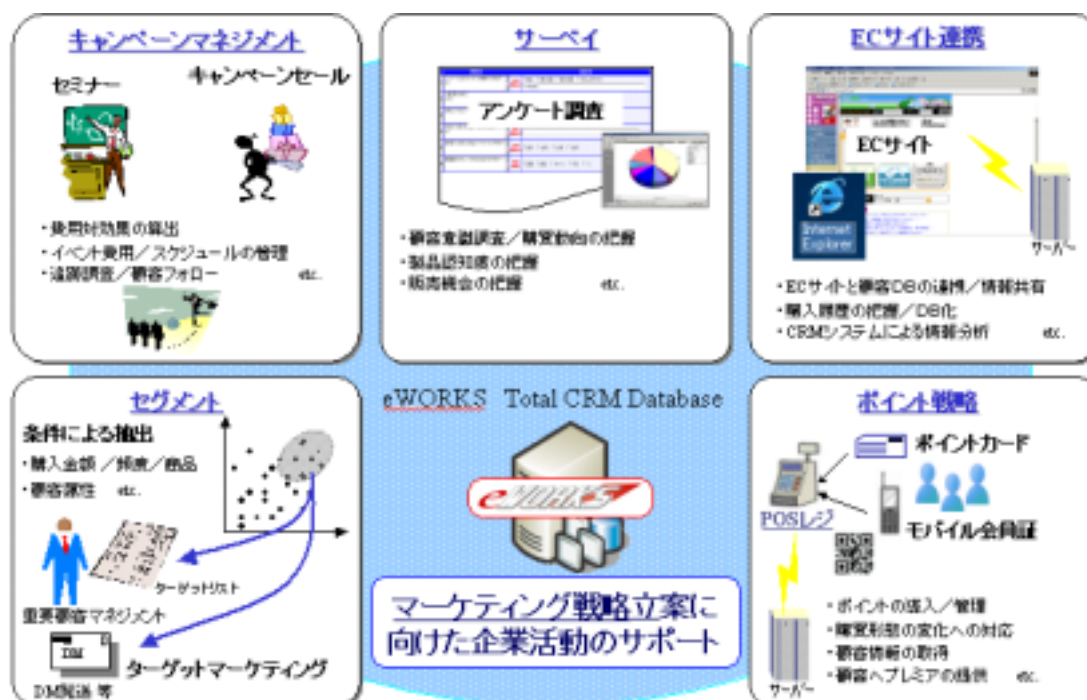 キャンペーンマネジメント
セミナー
キャンペーンセール
・費用対効果の算出
・イベント費用／スケジュールの管理
・追跡調査／顧客フォロー etc.
サーベイ
アンケート調査
・顧客意識調査／購買動向の把握
・製品認知度の把握
・販売機会の把握 etc.
ECサイト連携
ECサイト
Internet
Explorer
サーバー
・ECサイトと顧客DBの連携／情報共有
・購入履歴の把握／DB化
・CRMシステムによる情報分析 etc.
セグメント
条件による抽出
・購入金額／頻度／商品
・顧客属性 etc.
ターゲットリスト
重要顧客マネジメント
DM
ターゲットマーケティング
DM発送 等
eWORKS Total CRM Database
eWORKS
マーケティング戦略立案に
向けた企業活動のサポート
ポイント戦略
ポイントカード
POSレジ
モバイル会員証
サーバー
・ポイントの導入／管理
・購買形態の変化への対応
・顧客情報の取得
・顧客へプレミアの提供 etc.